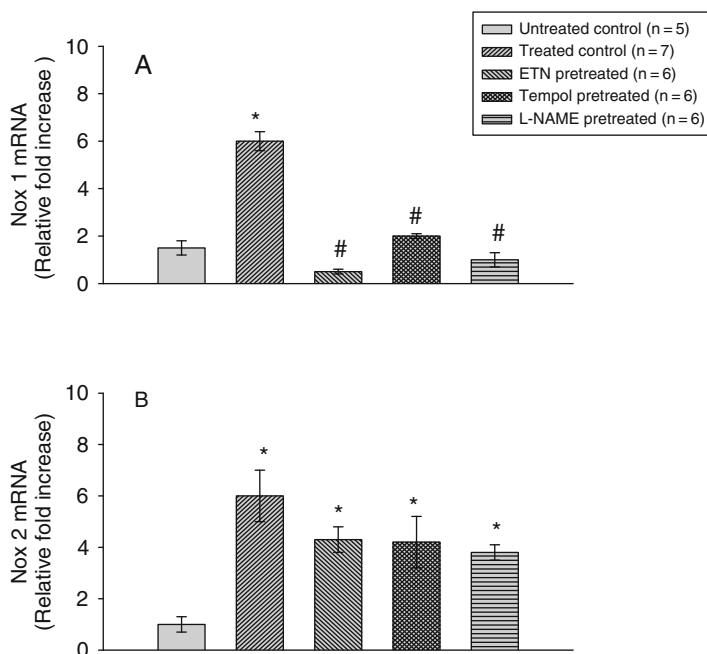 Untreated control (n = 5)
Treated control (n = 7)
ETN pretreated (n = 6)
Tempol pretreated (n = 6)
L-NAME pretreated (n = 6)
A
Nox 1 mRNA
(Relative fold increase )
10
8
6
4
2
0
*
#
#
#
B
Nox 2 mRNA
(Relative fold increase)
10
8
6
4
2
0
*
*
*
*